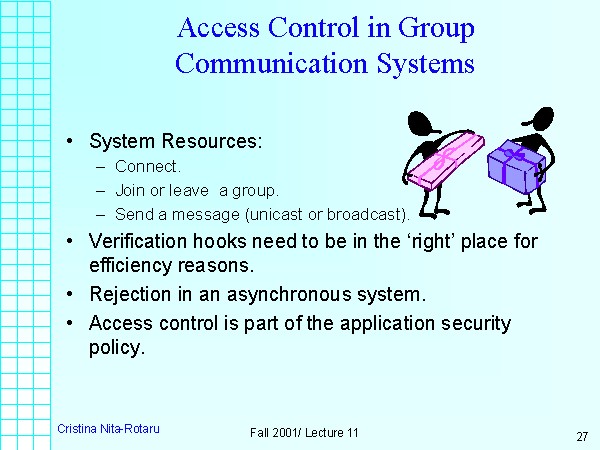 Access Control in Group
Communication Systems
• System Resources:
– Connect.
– Join or leave a group.
– Send a message (unicast or broadcast).
• Verification hooks need to be in the ‘right’ place for
efficiency reasons.
• Rejection in an asynchronous system.
• Access control is part of the application security
policy.
Cristina Nita-Rotaru
Fall 2001/ Lecture 11
27